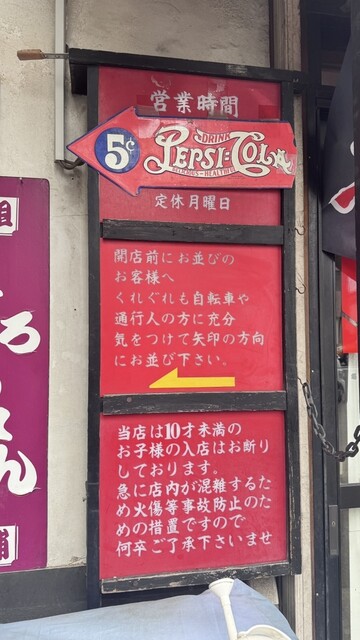 営業時間
5¢
DRINK
PEPSI:COLA
DELICIOUS-HEALTHFUL
定休月曜日
開店前にお並びの
お客様へ
くれぐれも自転車や
通行人の方に充分
気をつけて矢印の方向
にお並び下さい。
当店は10才未満の
お子様の入店はお断り
しております。
急に店内が混雑するた
め火傷等事故防止のた
めの措置ですので
何卒ご了承下さいませ